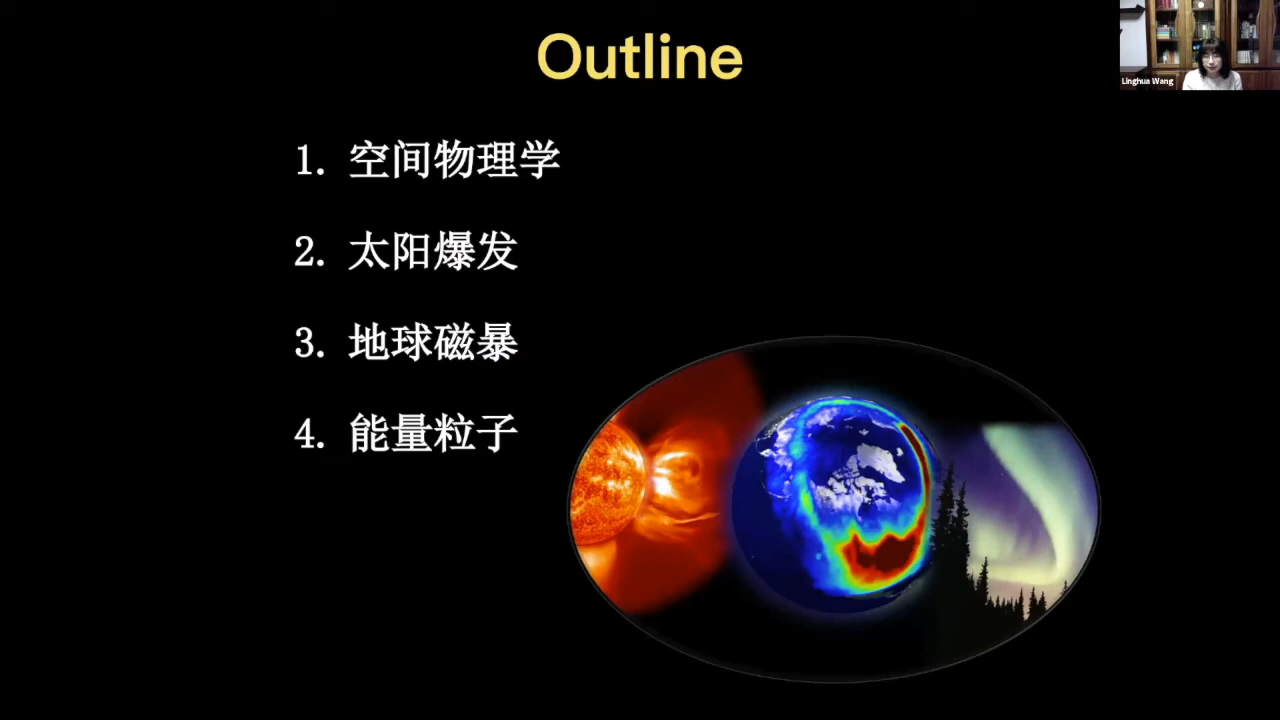 Outline
Linghua Wang
1. 空间物理学
2. 太阳爆发
3. 地球磁暴
4. 能量粒子